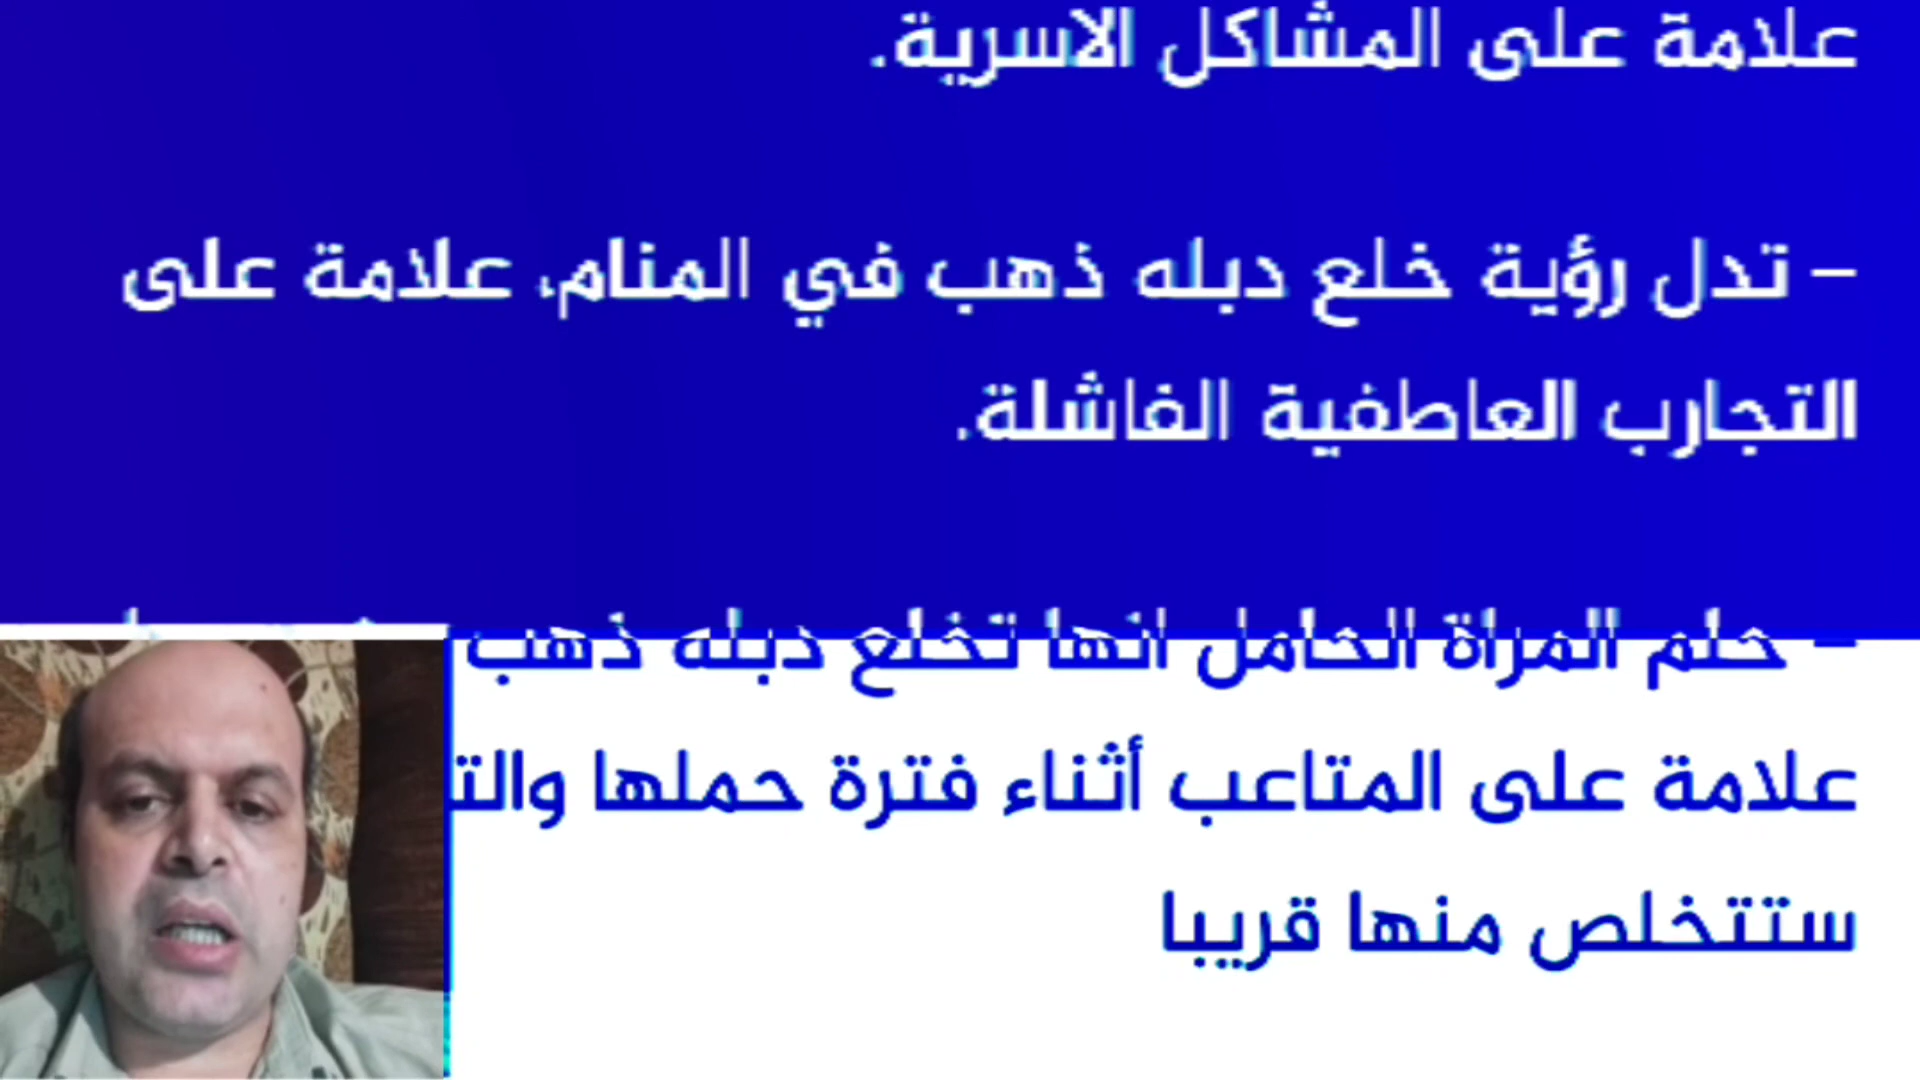 علامة على المشاكل الاسرية.
– تدل رؤية خلع دبله ذهب في المنام، علامة على
التجارب العاطفية الفاشلة.
– حلم المراة الحامل انها تخلع دبله ذهب
علامة على المتاعب أثناء فترة حملها
ستتخلص منها قريبا